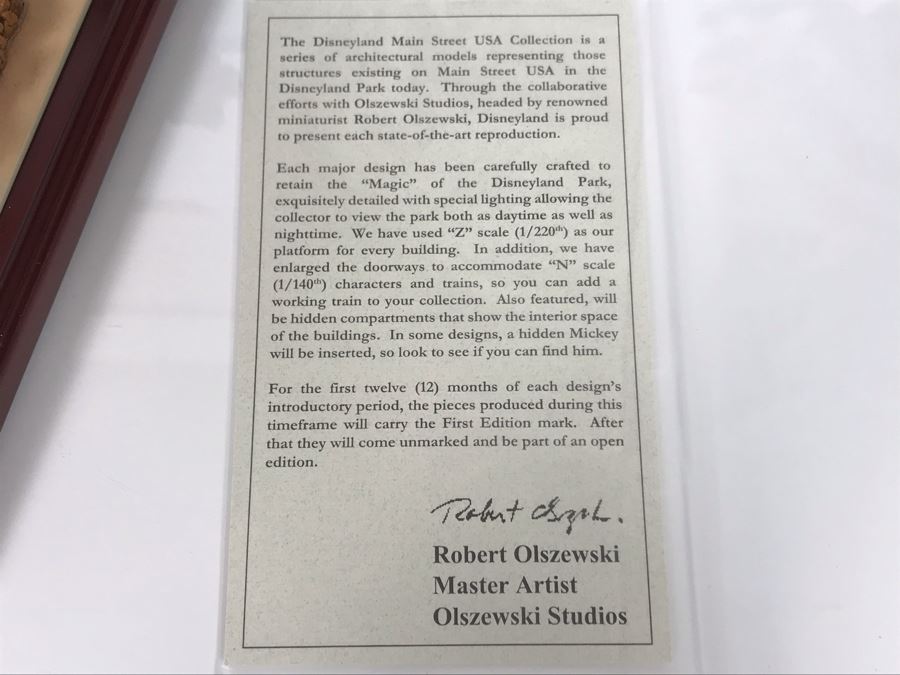 The Disneyland Main Street USA Collection is a
series of architectural models representing those
structures existing on Main Street USA in the
Disneyland Park today. Through the collaborative
efforts with Olszewski Studios, headed by renowned
miniaturist Robert Olszewski, Disneyland is proud
to present each state-of-the-art reproduction.
Each major design has been carefully crafted to
retain the “Magic” of the Disneyland Park,
exquisitely detailed with special lighting allowing the
collector to view the park both as daytime as well as
nighttime. We have used “Z” scale (1/220th) as our
platform for every building. In addition, we have
enlarged the doorways to accommodate “N” scale
(1/140th) characters and trains, so you can add a
working train to your collection. Also featured, will
be hidden compartments that show the interior space
of the buildings. In some designs, a hidden Mickey
will be inserted, so look to see if you can find him.
For the first twelve (12) months of each design’s
introductory period, the pieces produced during this
timeframe will carry the First Edition mark. After
that they will come unmarked and be part of an open
edition.
Robert Olszewski
Master Artist
Olszewski Studios